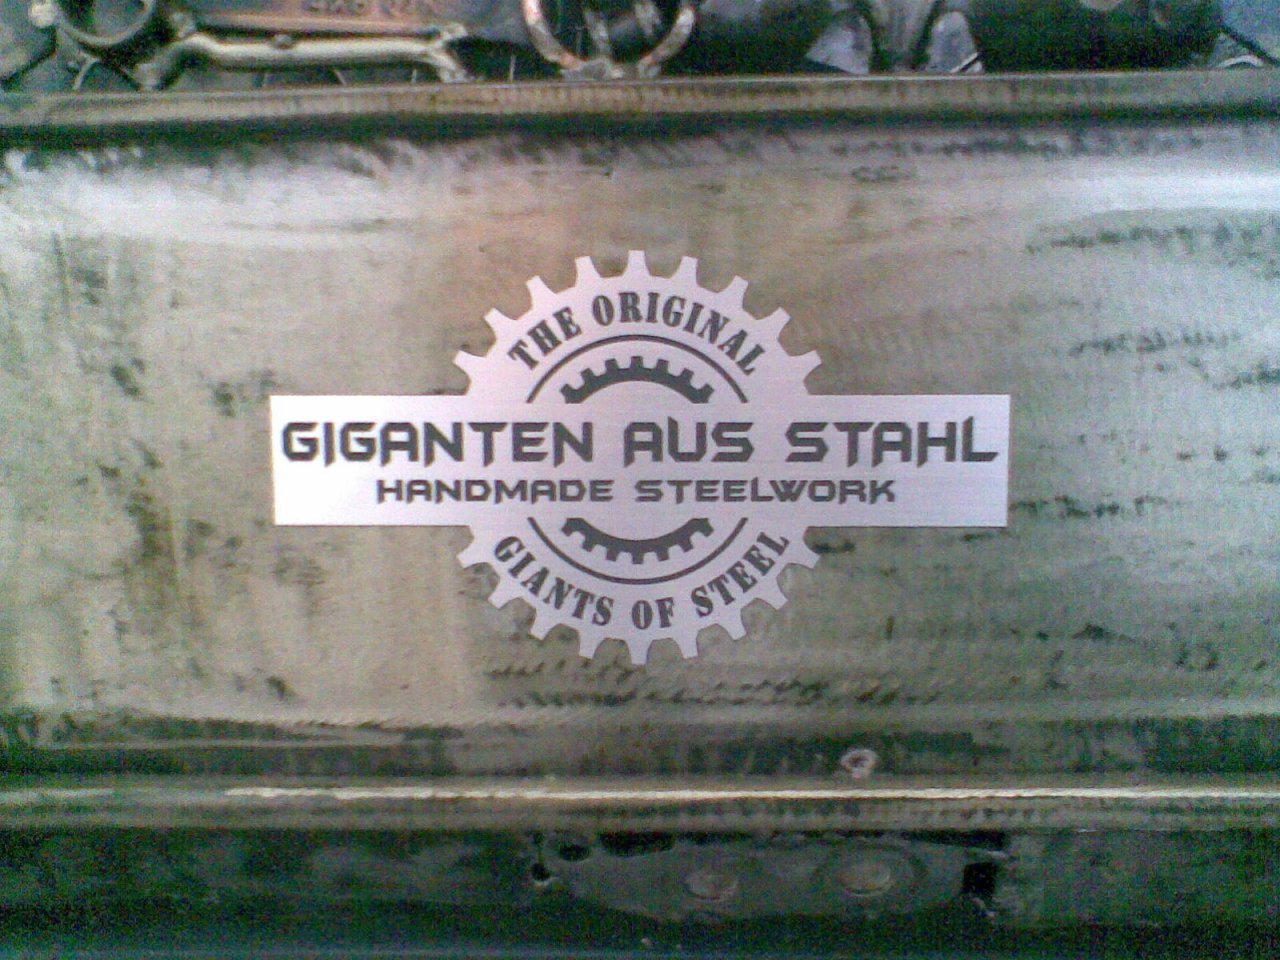 THE ORIGINAL
GIGANTEN AUS STAHL
HANDMADE STEELWORK
GIANTS OF STEEL